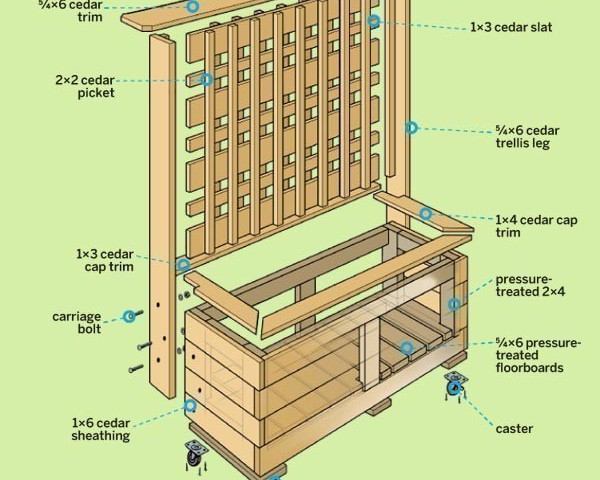 ⁵⁄₄×6 cedar
trim
1×3 cedar slat
2×2 cedar
picket
⁵⁄₄×6 cedar
trellis leg
1×4 cedar cap
trim
1×3 cedar
cap trim
pressure-
treated 2×4
carriage
bolt
⁵⁄₄×6 pressure-
treated
floorboards
1×6 cedar
sheathing
caster